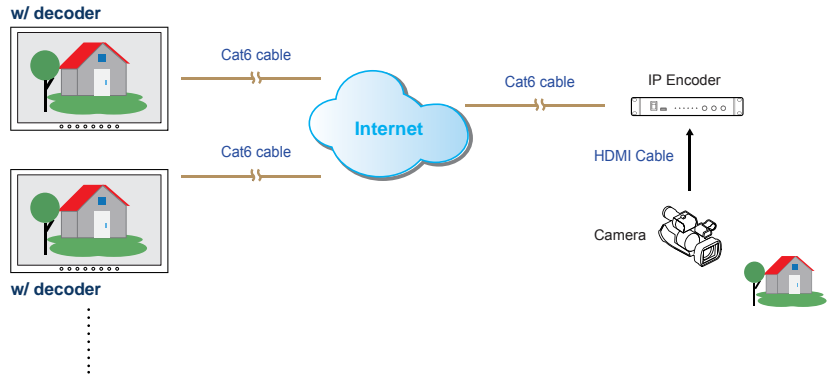 w/ decoder
Cat6 cable
Cat6 cable
IP Encoder
Internet
Cat6 cable
HDMI Cable
Camera
w/ decoder